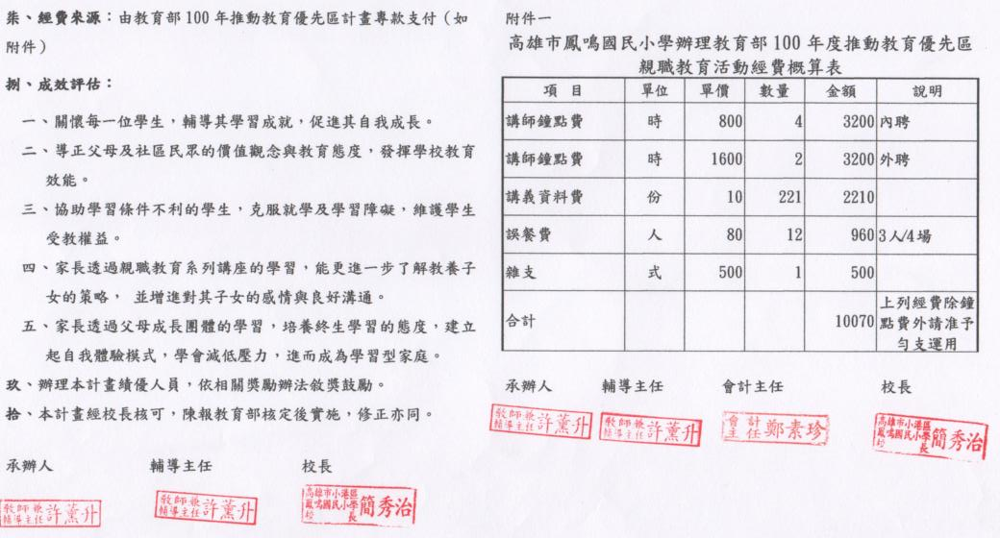 柒、經費來源：由教育部 100 年推動教育優先區計畫專款支付（如
附件）
捌、成效評估：
一、關懷每一位學生，輔導其學習成就，促進其自我成長。
二、導正父母及社區民眾的價值觀念與教育態度，發揮學校教育
效能。
三、協助學習條件不利的學生，克服就學及學習障礙，維護學生
受教權益。
四、家長透過親職教育系列講座的學習，能更進一步了解教養子
女的策略， 並增進對其子女的感情與良好溝通。
五、家長透過父母成長團體的學習，培養終生學習的態度，建立
起自我體驗模式，學會減低壓力，進而成為學習型家庭。
玖、辦理本計畫績優人員，依相關獎勵辦法敘獎鼓勵。
拾、本計畫經校長核可，陳報教育部核定後實施，修正亦同。
承辦人 輔導主任 校長
教師兼輔導主任許薰升 教師兼輔導主任許薰升 高雄市小港區鳳鳴國民小學校長簡秀治
附件一
高雄市鳳鳴國民小學辦理教育部 100 年度推動教育優先區
親職教育活動經費概算表
項 目 單位 單價 數量 金額 說明
講師鐘點費 時 800 4 3200 內聘
講師鐘點費 時 1600 2 3200 外聘
講義資料費 份 10 221 2210
誤餐費 人 80 12 960 3人/4場
雜支 式 500 1 500
合計 10070 上列經費除鐘
點費外請准予
勻支運用
承辦人 輔導主任 會計主任 校長
教師兼輔導主任許薰升 教師兼輔導主任許薰升 會計主任鄭素珍 高雄市小港區鳳鳴國民小學校長簡秀治